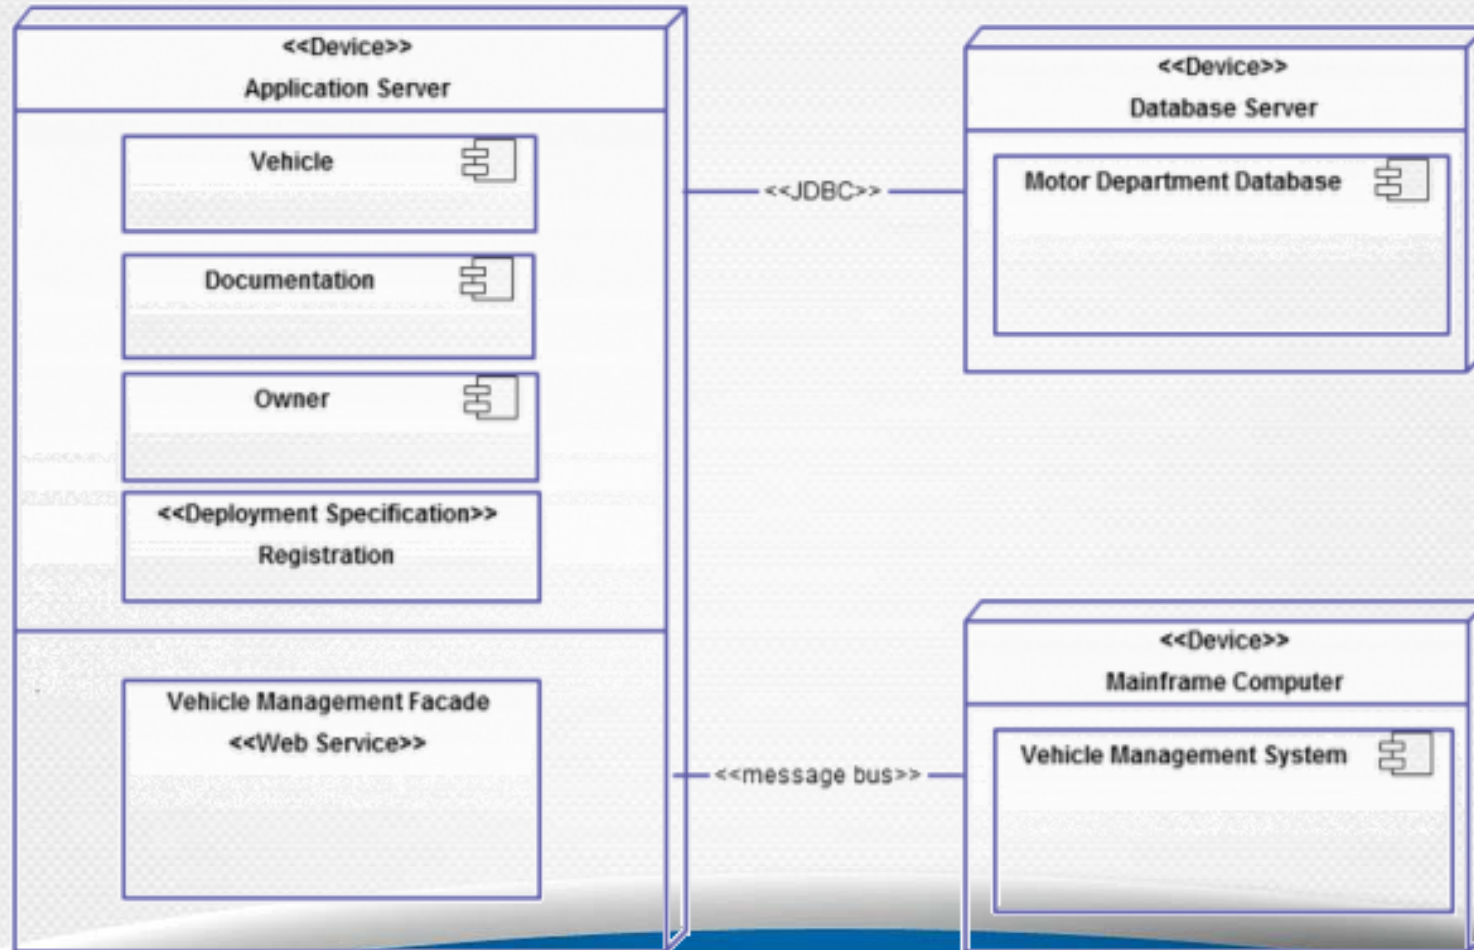 <<Device>>
Application Server
Vehicle
Documentation
Owner
<<Deployment Specification>>
Registration
Vehicle Management Facade
<<Web Service>>
<<JDBC>>
<<message bus>>
<<Device>>
Database Server
Motor Department Database
<<Device>>
Mainframe Computer
Vehicle Management System